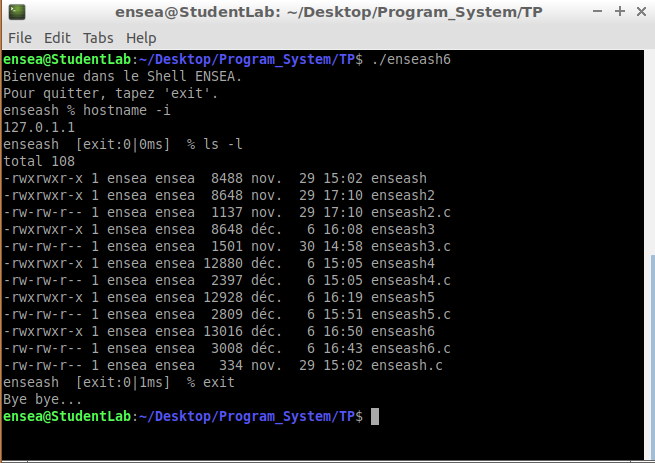 ensea@StudentLab: ~/Desktop/Program_System/TP
File Edit Tabs Help
ensea@StudentLab:~/Desktop/Program_System/TP$ ./enseash6
Bienvenue dans le Shell ENSEA.
Pour quitter, tapez 'exit'.
enseash % hostname -i
127.0.1.1
enseash  [exit:0|0ms]  % ls -l
total 108
-rwxrwxr-x 1 ensea ensea  8488 nov.  29 15:02 enseash
-rwxrwxr-x 1 ensea ensea  8648 nov.  29 17:10 enseash2
-rw-rw-r-- 1 ensea ensea  1137 nov.  29 17:10 enseash2.c
-rwxrwxr-x 1 ensea ensea  8648 déc.   6 16:08 enseash3
-rw-rw-r-- 1 ensea ensea  1501 nov.  30 14:58 enseash3.c
-rwxrwxr-x 1 ensea ensea 12880 déc.   6 15:05 enseash4
-rw-rw-r-- 1 ensea ensea  2397 déc.   6 15:05 enseash4.c
-rwxrwxr-x 1 ensea ensea 12928 déc.   6 16:19 enseash5
-rw-rw-r-- 1 ensea ensea  2809 déc.   6 15:51 enseash5.c
-rwxrwxr-x 1 ensea ensea 13016 déc.   6 16:50 enseash6
-rw-rw-r-- 1 ensea ensea  3008 déc.   6 16:43 enseash6.c
-rw-rw-r-- 1 ensea ensea   334 nov.  29 15:02 enseash.c
enseash  [exit:0|1ms]  % exit
Bye bye...
ensea@StudentLab:~/Desktop/Program_System/TP$